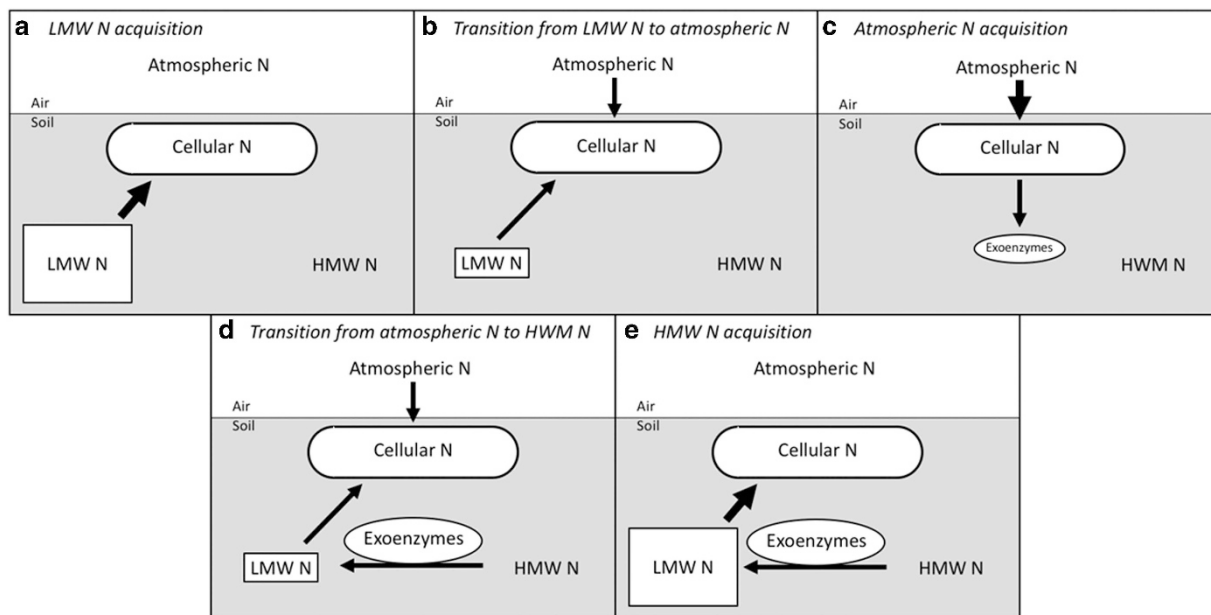 a LMW N acquisition
Atmospheric N
Air
Soil
Cellular N
LMW N
HMW N
b Transition from LMW N to atmospheric N
Atmospheric N
Air
Soil
Cellular N
LMW N
HMW N
c Atmospheric N acquisition
Atmospheric N
Air
Soil
Cellular N
Exoenzymes
HWM N
d Transition from atmospheric N to HWM N
Atmospheric N
Air
Soil
Cellular N
Exoenzymes
LMW N
HMW N
e HMW N acquisition
Atmospheric N
Air
Soil
Cellular N
Exoenzymes
LMW N
HMW N